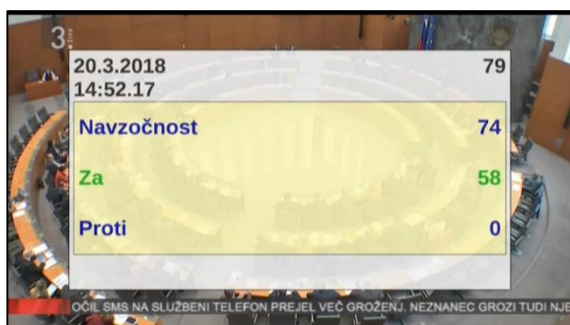 3
20.3.2018 79
14:52.17
Navzočnost 74
Za 58
Proti 0
OČIL SMS NA SLUŽBENI TELEFON PREJEL VEČ GROŽENJ. NEZNANEC GROZI TUDI NJE